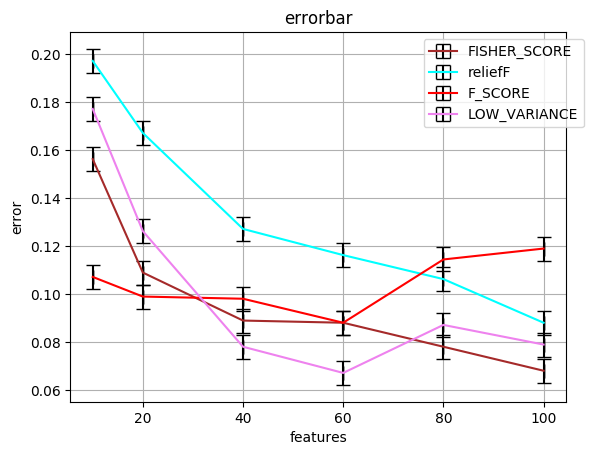 errorbar
FISHER_SCORE
reliefF
F_SCORE
LOW_VARIANCE
error
0.20
0.18
0.16
0.14
0.12
0.10
0.08
0.06
20 40 60 80 100
features